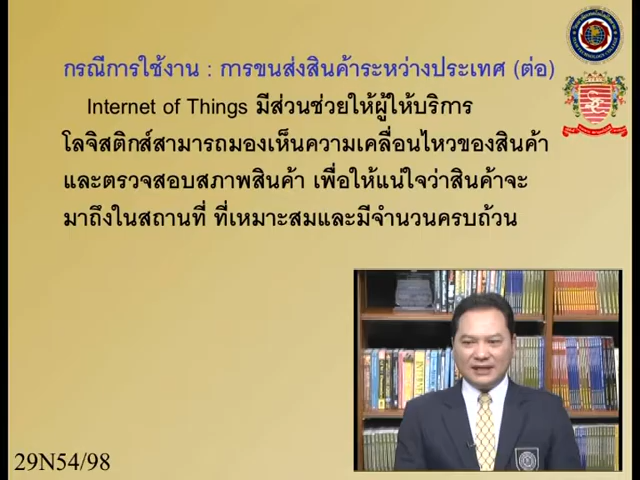 กรณีการใช้งาน : การขนส่งสินค้าระหว่างประเทศ (ต่อ)
Internet of Things มีส่วนช่วยให้ผู้ให้บริการ
โลจิสติกส์สามารถมองเห็นความเคลื่อนไหวของสินค้า
และตรวจสอบสภาพสินค้า เพื่อให้แน่ใจว่าสินค้าจะ
มาถึงในสถานที่ ที่เหมาะสมและมีจำนวนครบถ้วน
29N54/98